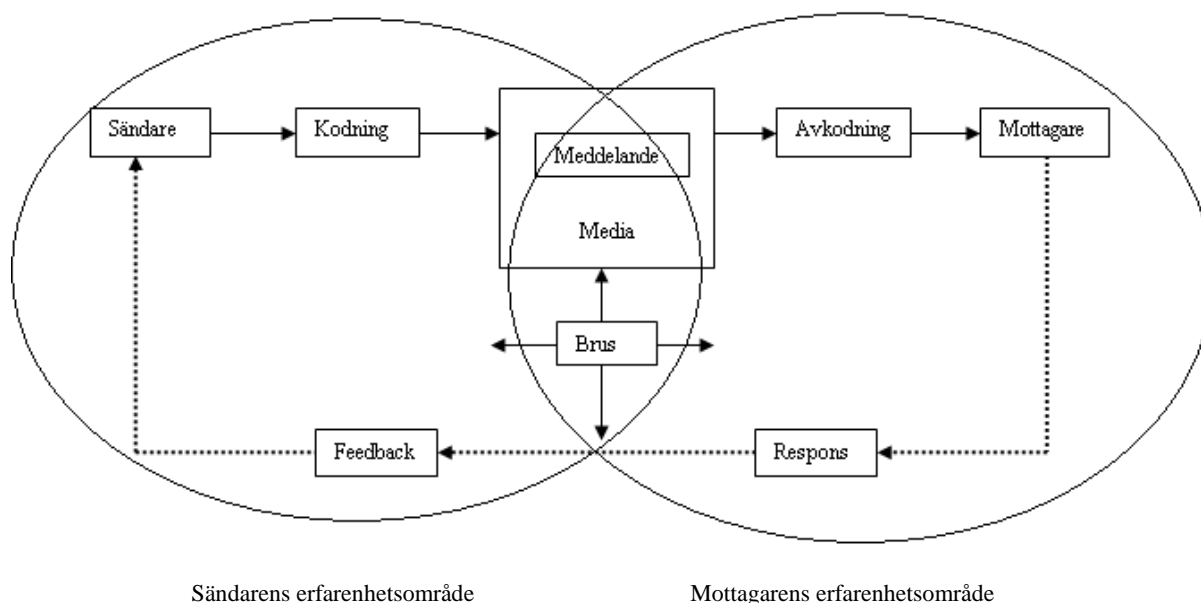 Sändare
Kodning
Meddelande
Media
Avkodning
Mottagare
Brus
Feedback
Respons
Sändarens erfarenhetsområde
Mottagarens erfarenhetsområde